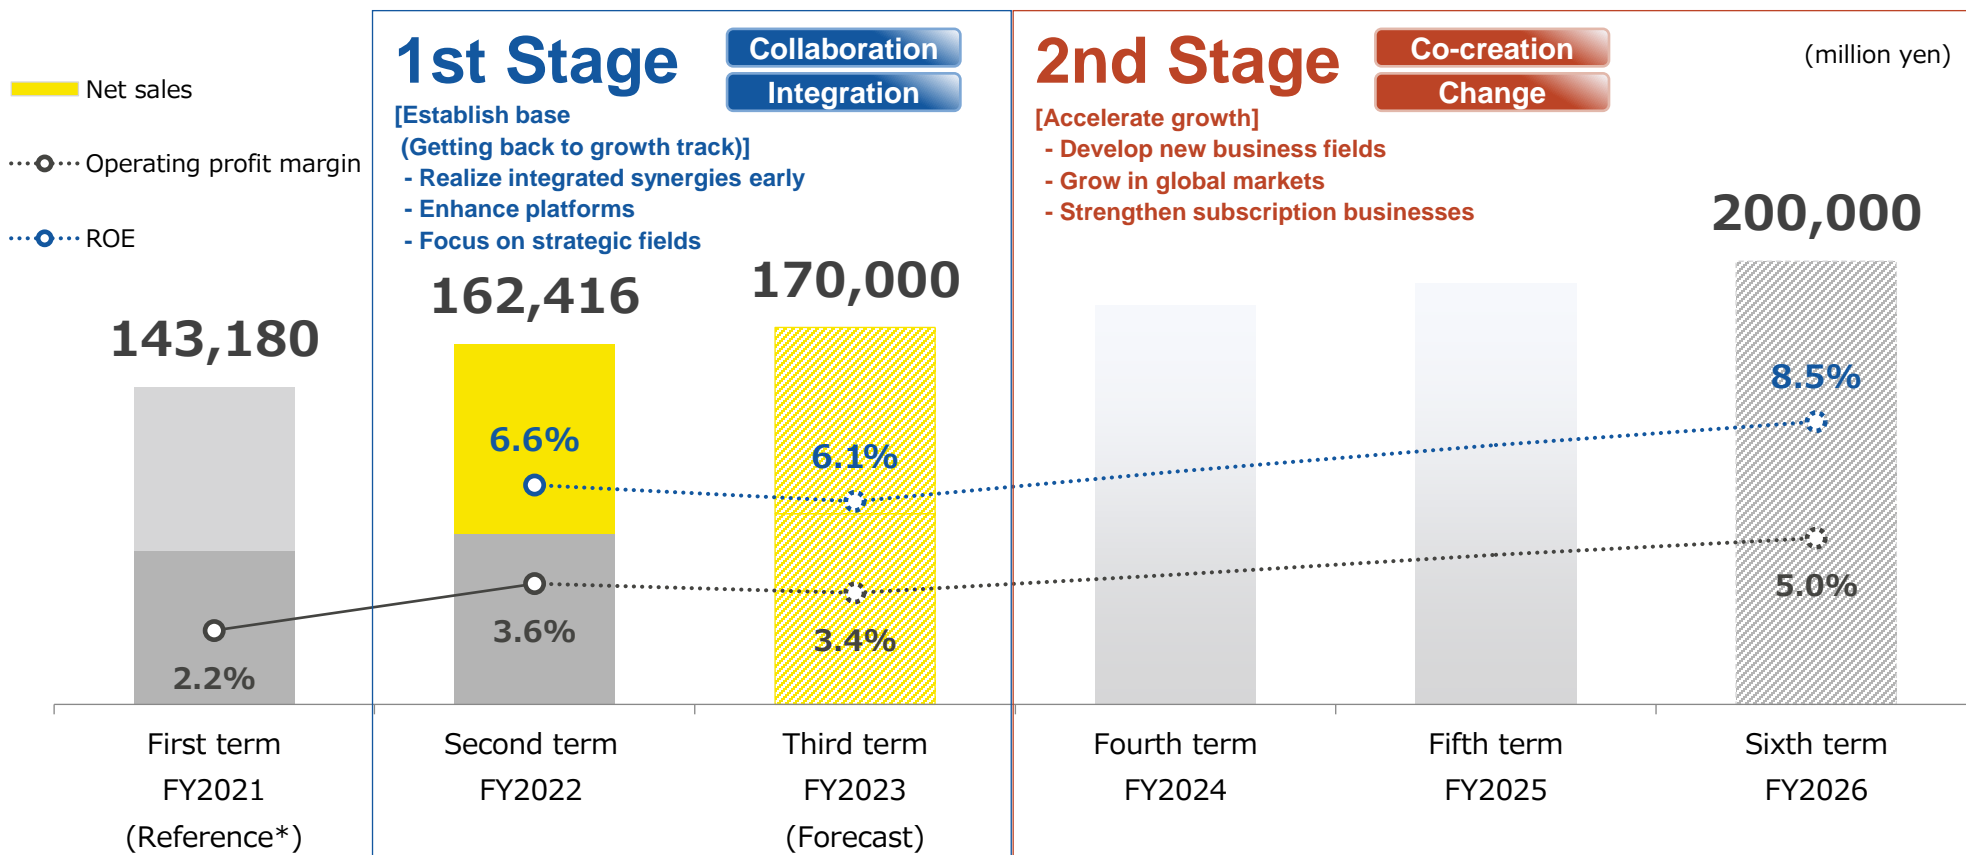 Net sales
Operating profit margin
ROE
1st Stage
Collaboration
Integration
[Establish base
(Getting back to growth track)]
- Realize integrated synergies early
- Enhance platforms
- Focus on strategic fields
2nd Stage
Co-creation
Change
[Accelerate growth]
- Develop new business fields
- Grow in global markets
- Strengthen subscription businesses
(million yen)
143,180
162,416
170,000
200,000
6.6%
6.1%
8.5%
2.2%
3.6%
3.4%
5.0%
First term
FY2021
(Reference*)
Second term
FY2022
Third term
FY2023
(Forecast)
Fourth term
FY2024
Fifth term
FY2025
Sixth term
FY2026